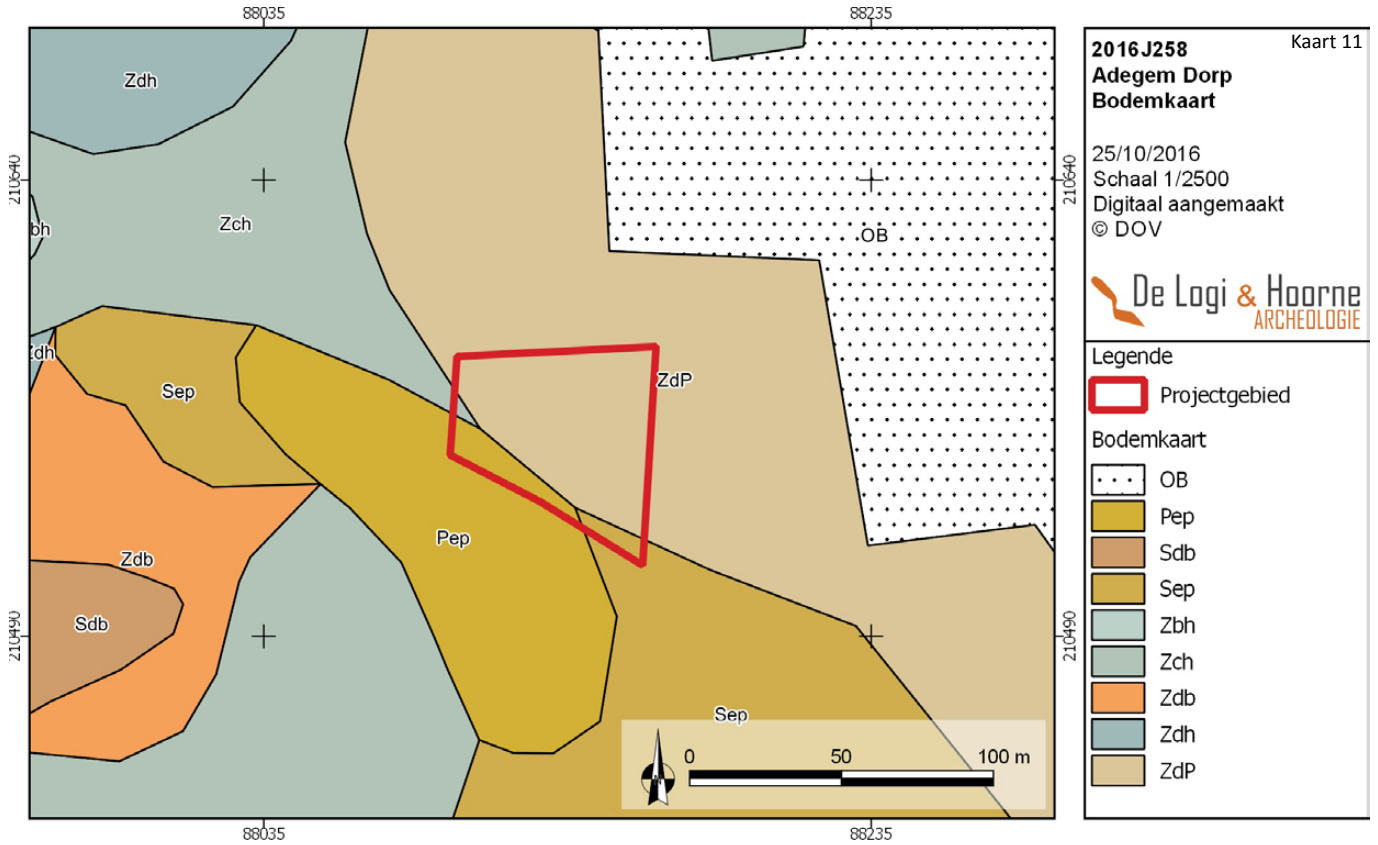 88035
88235
Zdh
210640
210640
Zch
bh
OB
Zdh
Sep
ZdP
Pep
Zdb
Sdb
210490
210490
Sep
0 50 100 m
88035
88235
Kaart 11
2016J258
Adegem Dorp
Bodemkaart
25/10/2016
Schaal 1/2500
Digitaal aangemaakt
© DOV
De Logi & Hoorne
ARCHEOLOGIE
Legende
Projectgebied
Bodemkaart
OB
Pep
Sdb
Sep
Zbh
Zch
Zdb
Zdh
ZdP